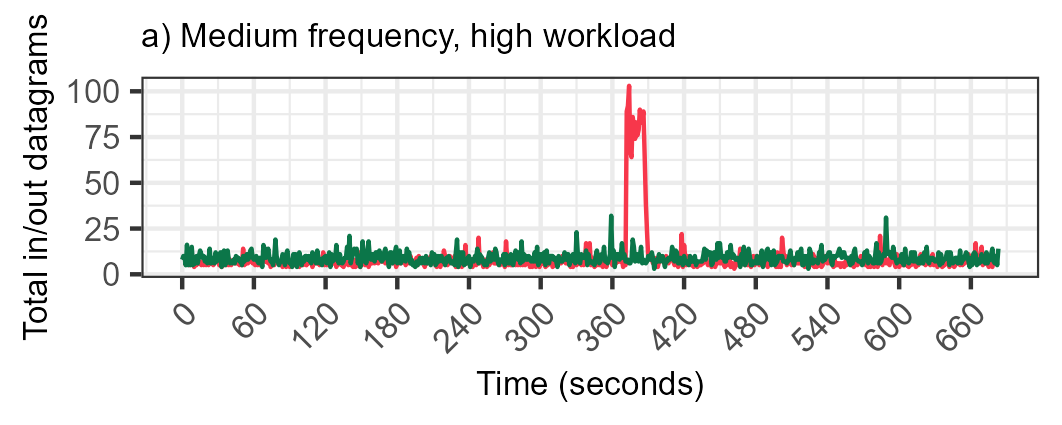 a) Medium frequency, high workload
Total in/out datagrams
100
75
50
25
0
0 60 120 180 240 300 360 420 480 540 600 660
Time (seconds)